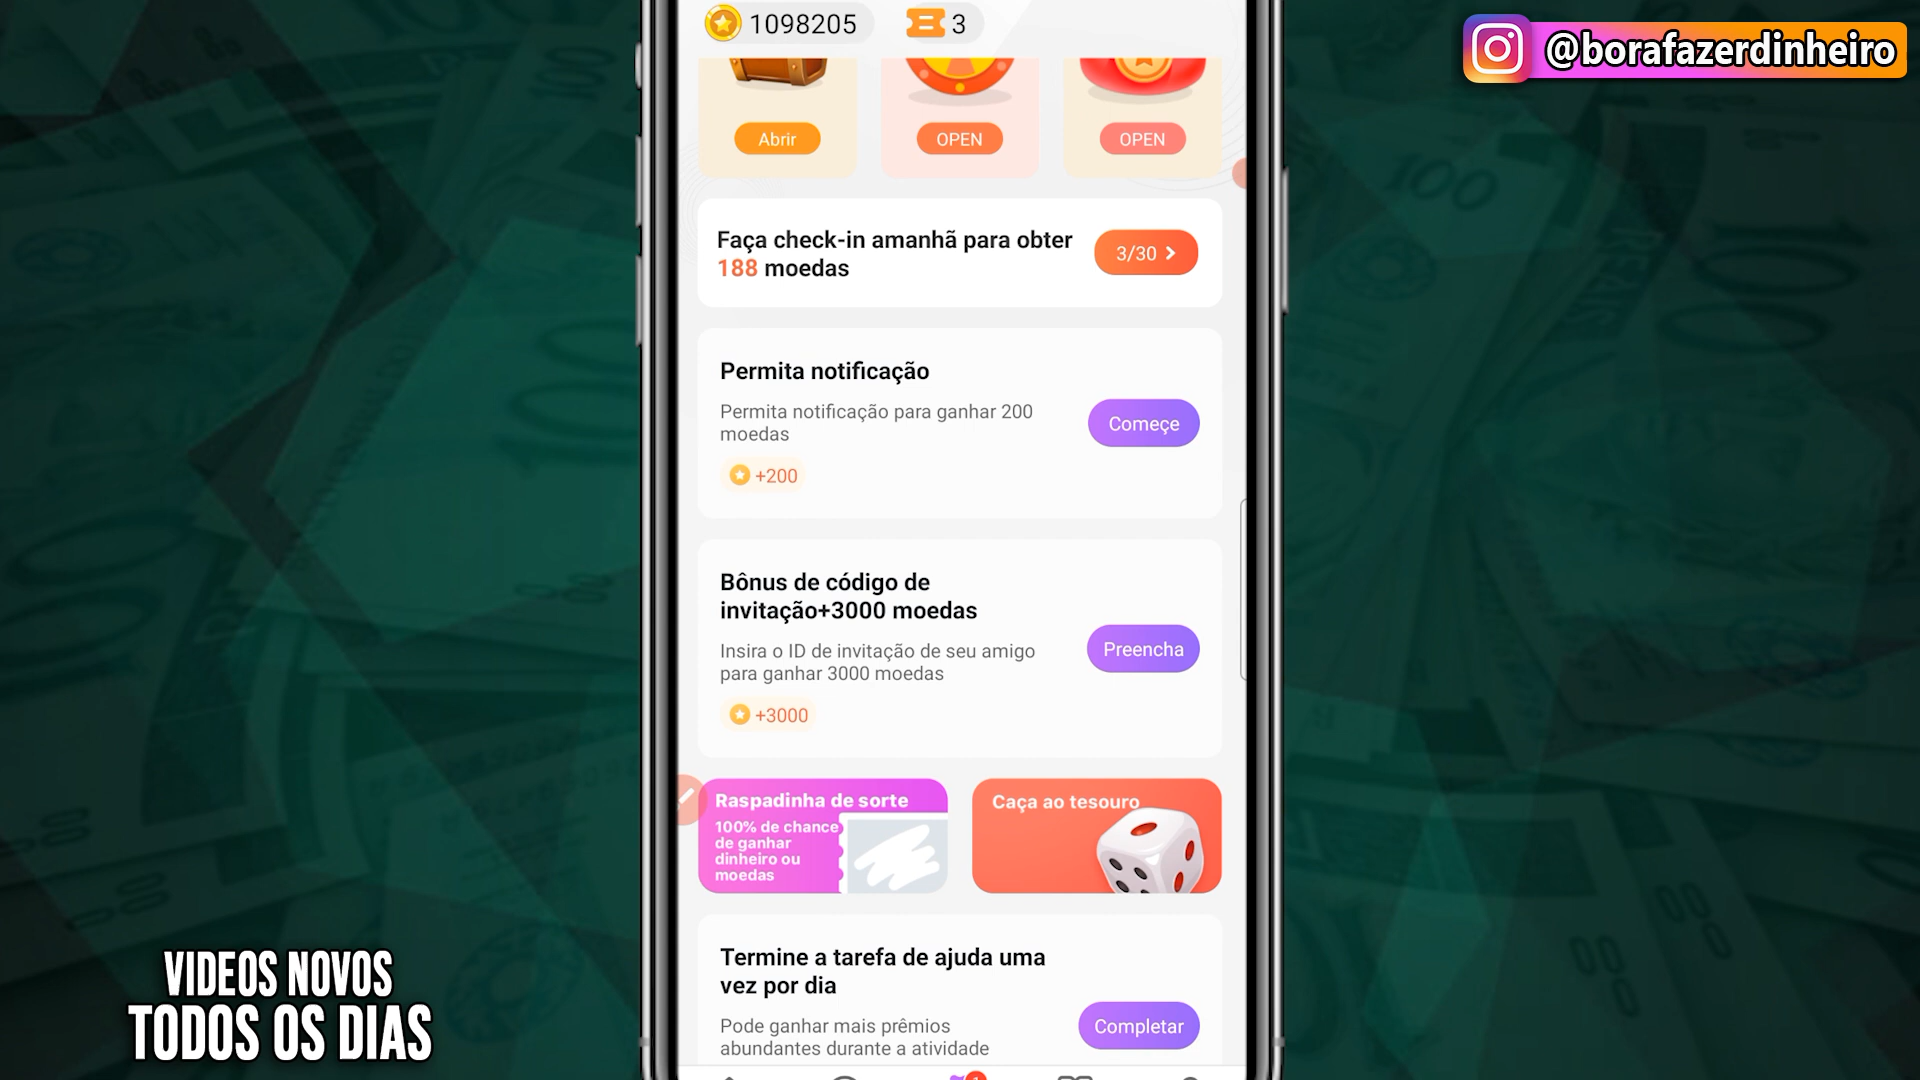 1098205
3
@borafazerdinheiro
Abrir
OPEN
OPEN
Faça check-in amanhã para obter
188 moedas
3/30
Permita notificação
Permita notificação para ganhar 200
moedas
Começe
+200
Bônus de código de
invitação+3000 moedas
Insira o ID de invitação de seu amigo
para ganhar 3000 moedas
Preencha
+3000
Raspadinha de sorte
100% de chance
de ganhar
dinheiro ou
moedas
Caça ao tesouro
Termine a tarefa de ajuda uma
vez por dia
Pode ganhar mais prêmios
abundantes durante a atividade
Completar
VIDEOS NOVOS
TODOS OS DIAS
100